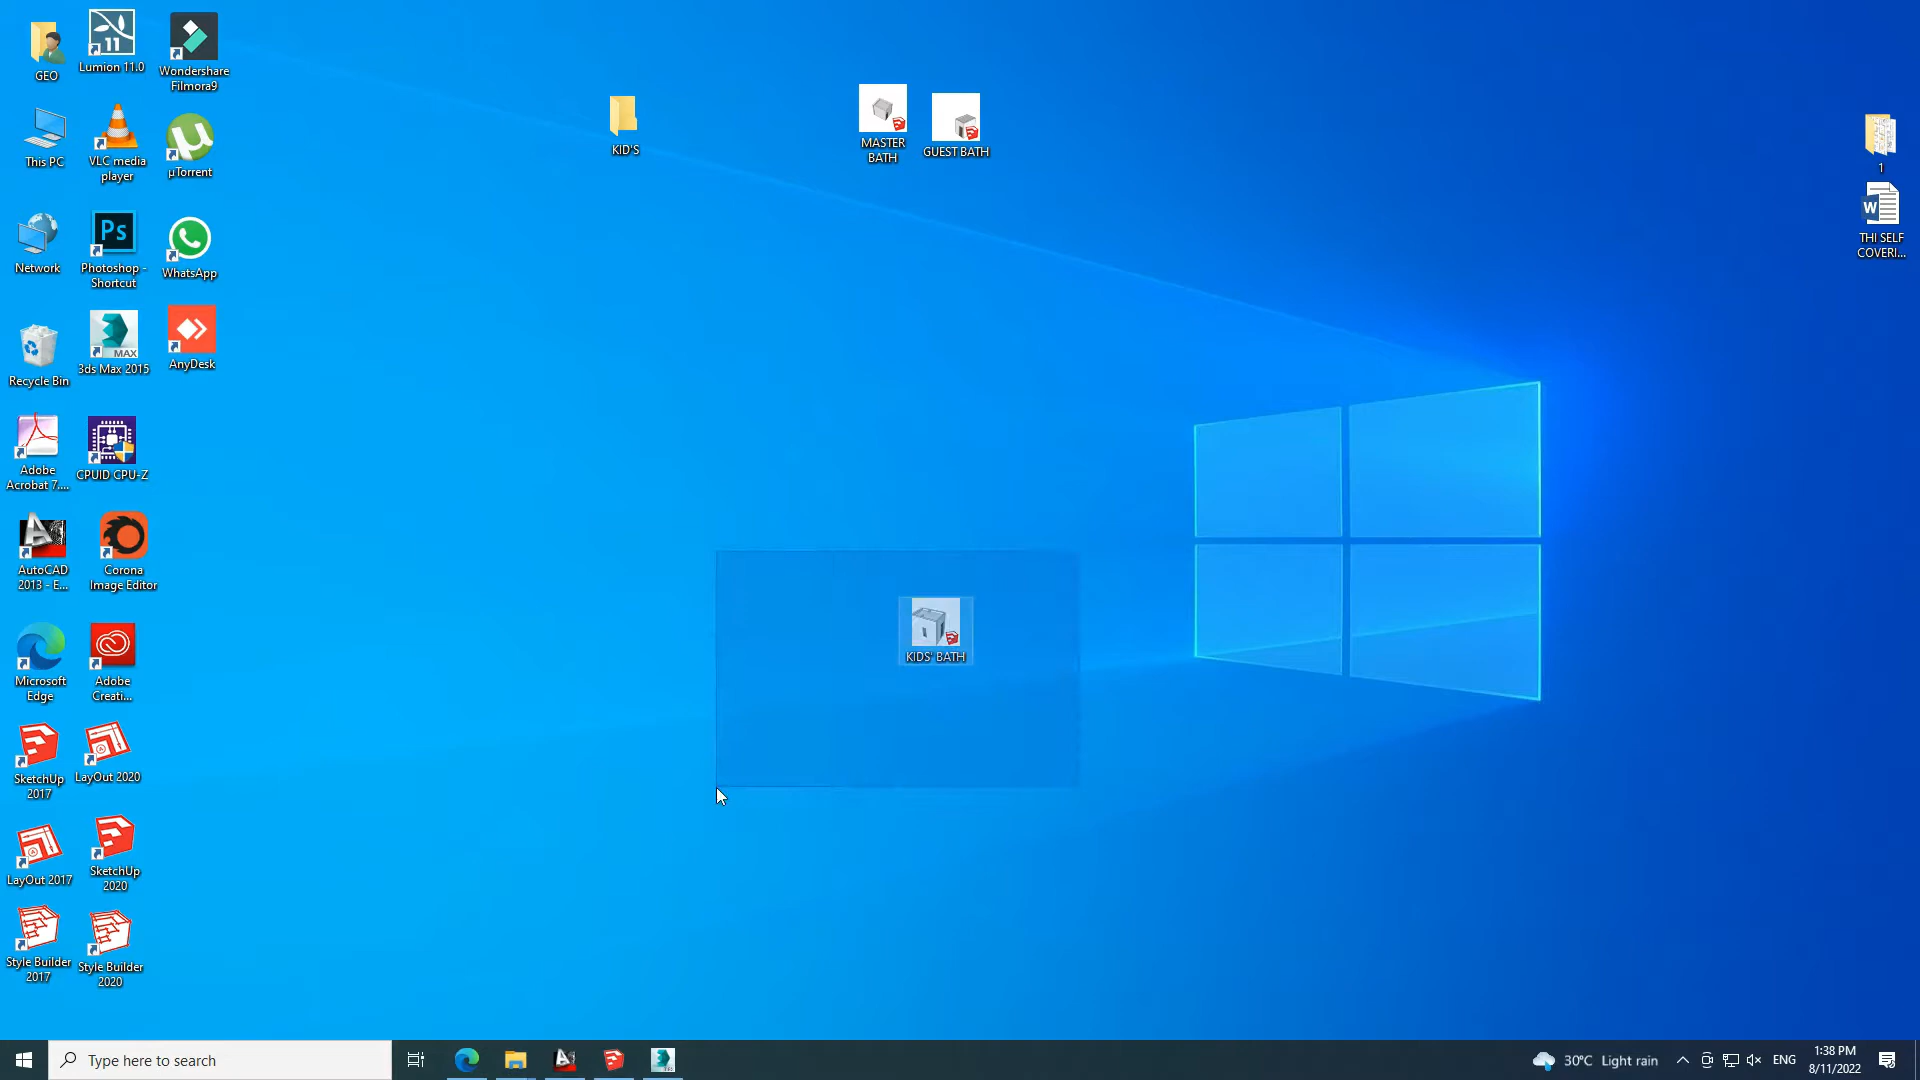 GEO
Lumion 11.0
Wondershare
Filmora9
11
This PC
VLC media
player
µTorrent
Network
Ps
Photoshop -
Shortcut
WhatsApp
Recycle Bin
MAX
3ds Max 2015
AnyDesk
Adobe
Acrobat 7....
CPUID CPU-Z
AutoCAD
2013 - E...
Corona
Image Editor
Microsoft
Edge
Adobe
Creati...
SketchUp
2017
LayOut 2020
LayOut 2017
SketchUp
2020
Style Builder
2017
Style Builder
2020
KID'S
MASTER
BATH
GUEST BATH
KIDS' BATH
1
W
THI SELF
COVERI...
Type here to search
30°C Light rain
ENG
1:38 PM
8/11/2022